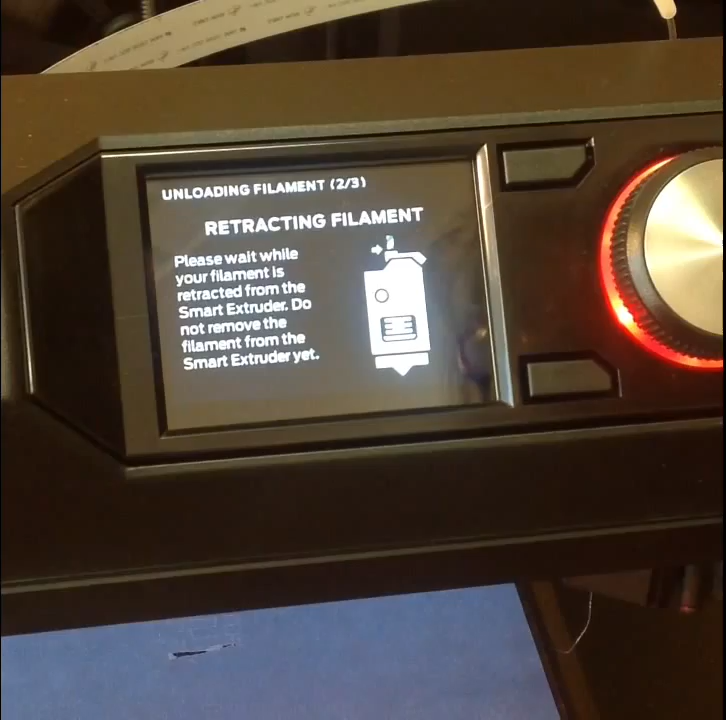 UNLOADING FILAMENT (2/3)
RETRACTING FILAMENT
Please wait while
your filament is
retracted from the
Smart Extruder. Do
not remove the
filament from the
Smart Extruder yet.